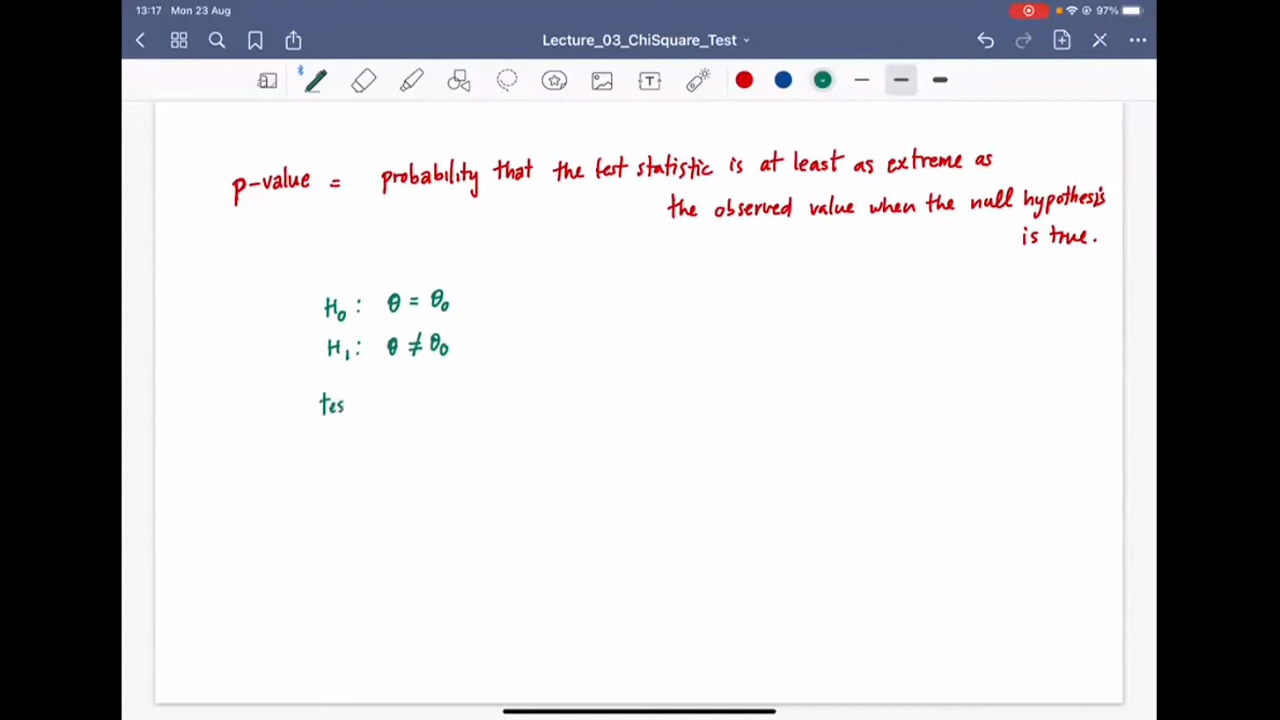 13:17 Mon 23 Aug
97%
Lecture_03_ChiSquare_Test
T
p-value = probability that the test statistic is at least as extreme as
the observed value when the null hypothesis
is true.
H₀ : θ = θ₀
H₁ : θ ≠ θ₀
tes